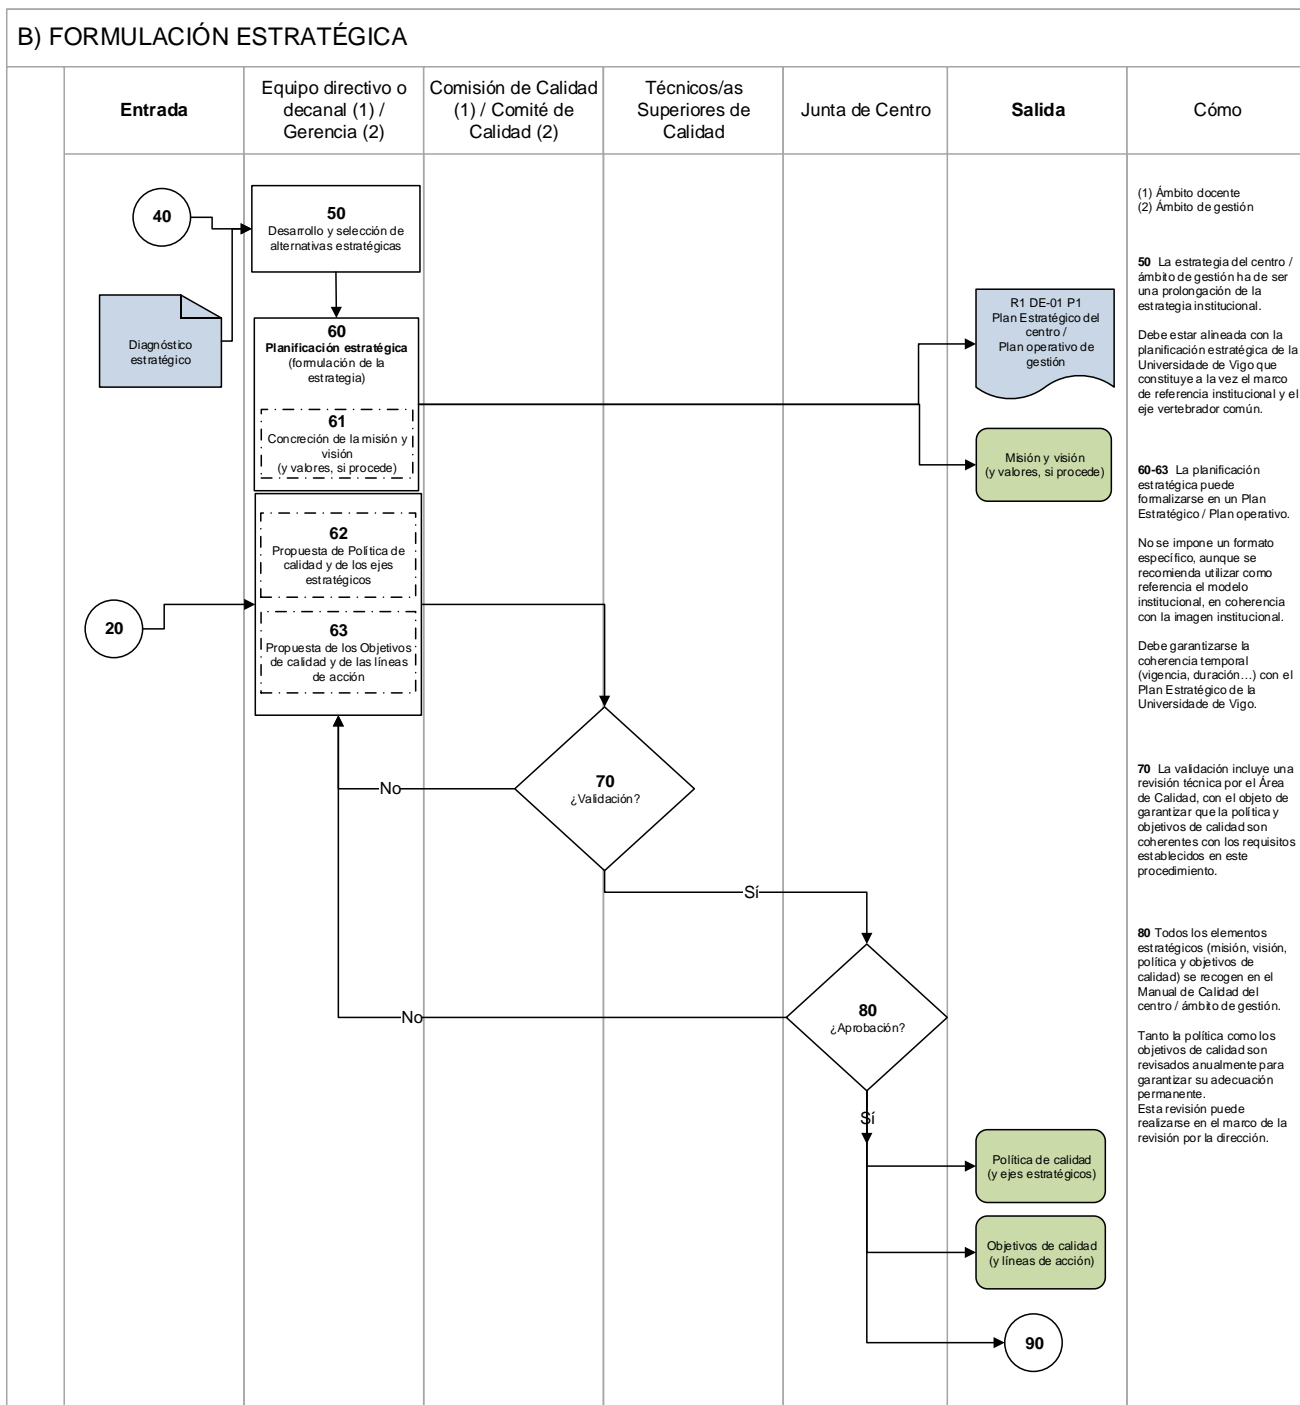 B) FORMULACIÓN ESTRATÉGICA
Entrada
Equipo directivo o
decanal (1) /
Gerencia (2)
Comisión de Calidad
(1) / Comité de
Calidad (2)
Técnicos/as
Superiores de
Calidad
Junta de Centro
Salida
Cómo
40
Diagnóstico
estratégico
50
Desarrollo y selección de
alternativas estratégicas
60
Planificación estratégica
(formulación de la
estrategia)
61
Concreción de la misión y
visión
(y valores, si procede)
R1 DE-01 P1
Plan Estratégico del
centro /
Plan operativo de
gestión
Misión y visión
(y valores, si procede)
20
62
Propuesta de Política de
calidad y de los ejes
estratégicos
63
Propuesta de los Objetivos
de calidad y de las líneas
de acción
70
¿Validación?
No
Sí
80
¿Aprobación?
No
Sí
Política de calidad
(y ejes estratégicos)
Objetivos de calidad
(y líneas de acción)
90
(1) Ámbito docente
(2) Ámbito de gestión
50 La estrategia del centro /
ámbito de gestión ha de ser
una prolongación de la
estrategia institucional.
Debe estar alineada con la
planificación estratégica de la
Universidade de Vigo que
constituye a la vez el marco
de referencia institucional y el
eje vertebrador común.
60-63 La planificación
estratégica puede
formalizarse en un Plan
Estratégico / Plan operativo.
No se impone un formato
específico, aunque se
recomienda utilizar como
referencia el modelo
institucional, en coherencia
con la imagen institucional.
Debe garantizarse la
coherencia temporal
(vigencia, duración...) con el
Plan Estratégico de la
Universidade de Vigo.
70 La validación incluye una
revisión técnica por el Área
de Calidad, con el objeto de
garantizar que la política y
objetivos de calidad son
coherentes con los requisitos
establecidos en este
procedimiento.
80 Todos los elementos
estratégicos (misión, visión,
política y objetivos de
calidad) se recogen en el
Manual de Calidad del
centro / ámbito de gestión.
Tanto la política como los
objetivos de calidad son
revisados anualmente para
garantizar su adecuación
permanente.
Esta revisión puede
realizarse en el marco de la
revisión por la dirección.